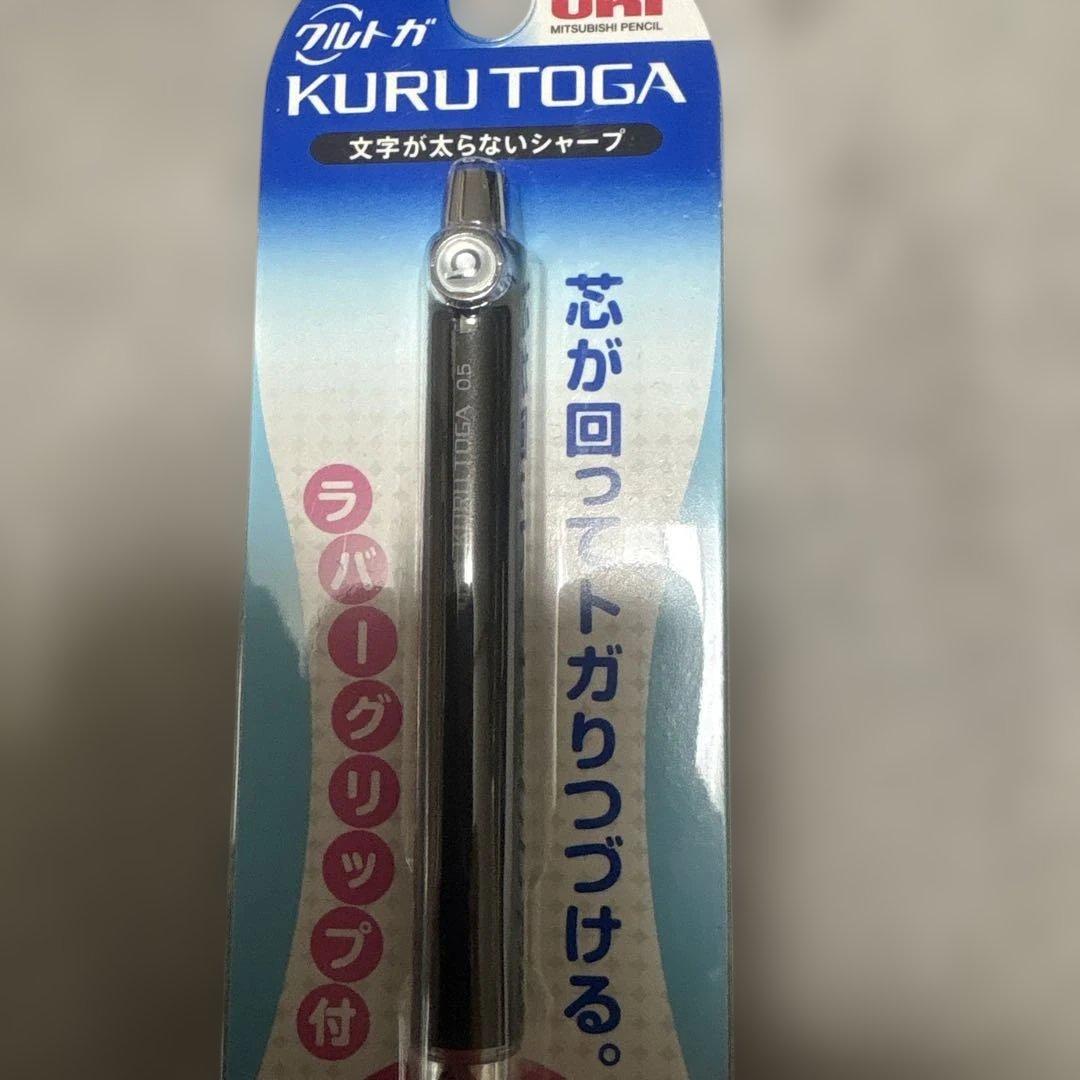 クルトガ
uni
MITSUBISHI PENCIL
KURU TOGA
文字が太らないシャープ
KURU TOGA 0.5
芯が回ってトガりつづける。
ラバーグリップ付